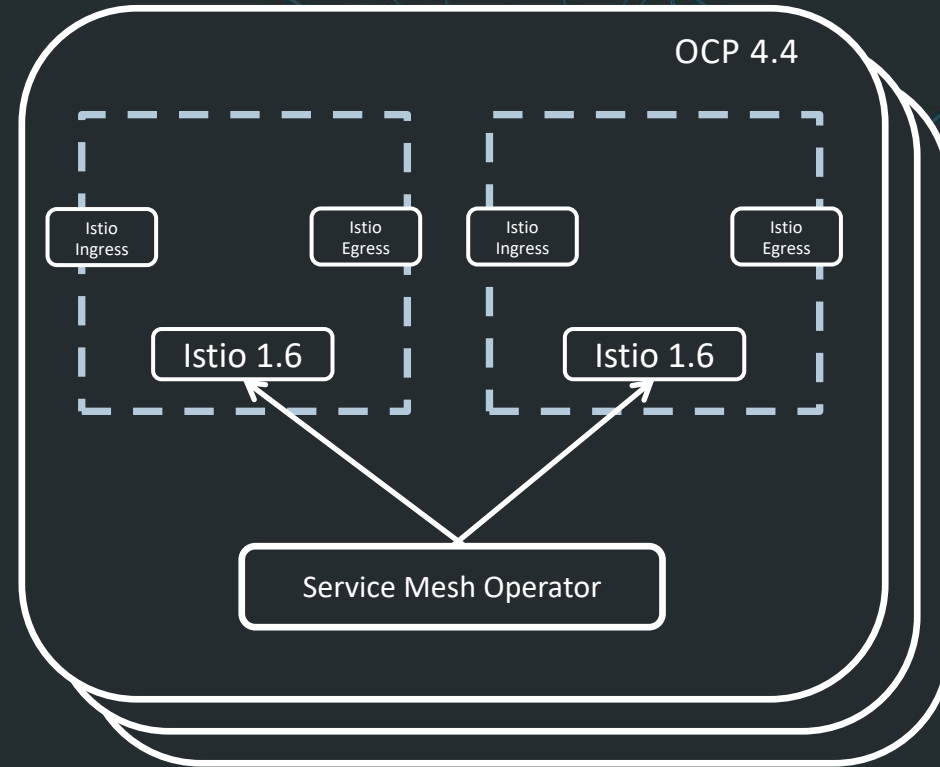 OCP 4.4
Istio
Ingress
Istio
Egress
Istio
Ingress
Istio
Egress
Istio 1.6
Istio 1.6
Service Mesh Operator